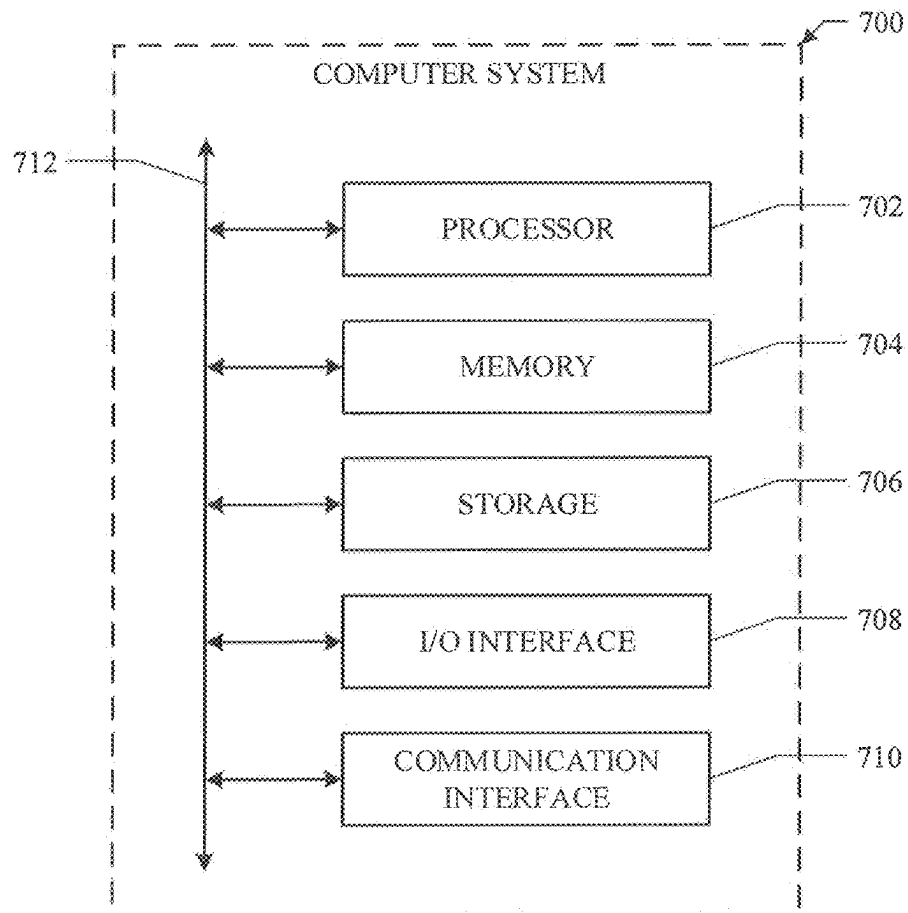 700
COMPUTER SYSTEM
712
PROCESSOR
702
MEMORY
704
STORAGE
706
I/O INTERFACE
708
COMMUNICATION
INTERFACE
710